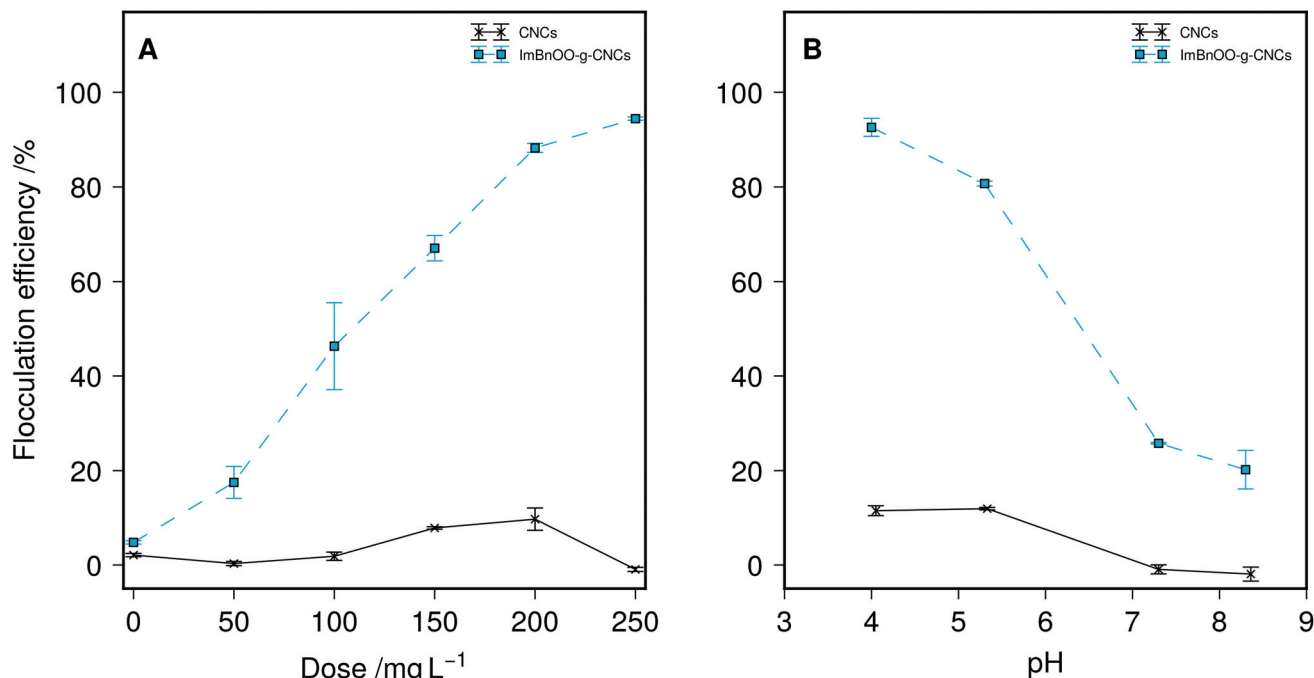 A
CNCs
ImBnOO-g-CNCs
B
CNCs
ImBnOO-g-CNCs
Flocculation efficiency /%
100
80
60
40
20
0
100
80
60
40
20
0
0 50 100 150 200 250
3 4 5 6 7 8 9
Dose /mg L⁻¹
pH